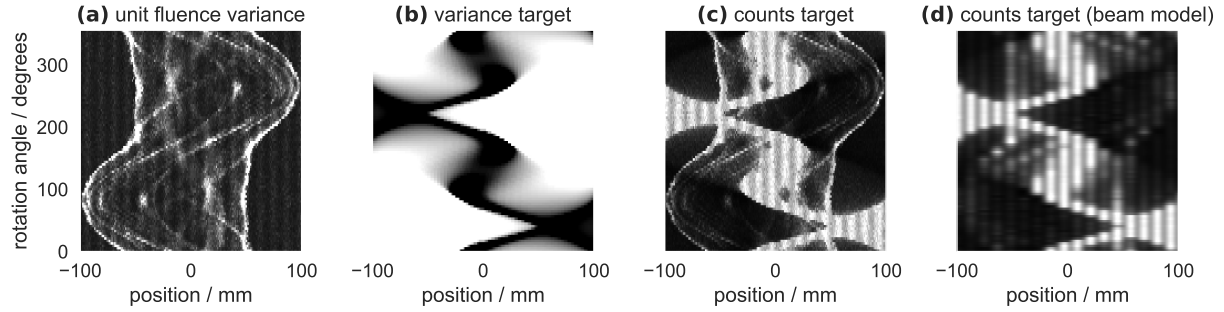 (a) unit fluence variance
(b) variance target
(c) counts target
(d) counts target (beam model)
rotation angle / degrees
300
200
100
0
−100 0 100
−100 0 100
−100 0 100
−100 0 100
position / mm
position / mm
position / mm
position / mm